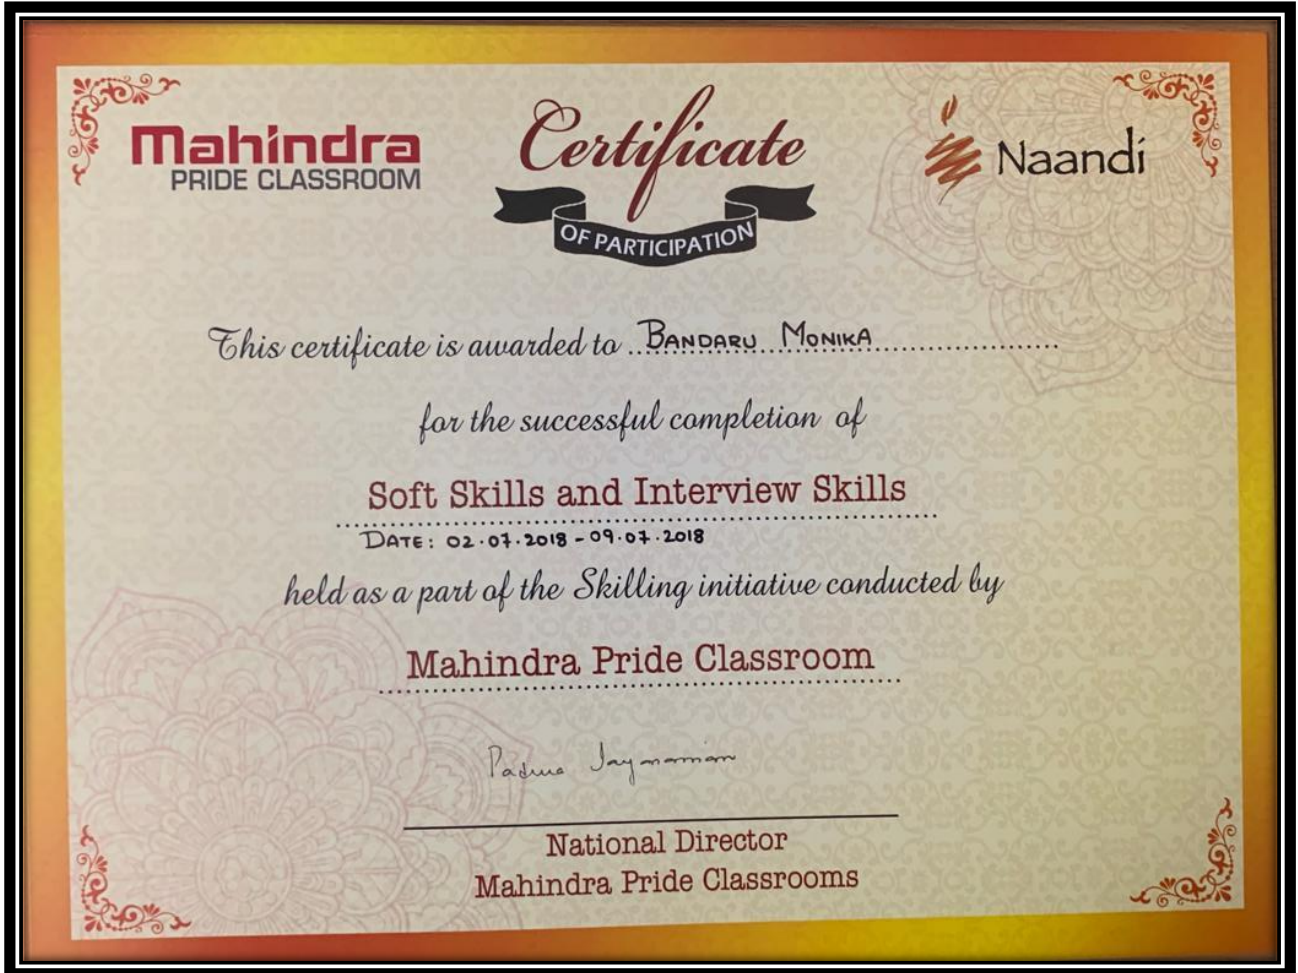 Mahindra
PRIDE CLASSROOM
Certificate
OF PARTICIPATION
Naandi
This certificate is awarded to BANDARU MONIKA
for the successful completion of
Soft Skills and Interview Skills
DATE: 02.07.2018 - 09.07.2018
held as a part of the Skilling initiative conducted by
Mahindra Pride Classroom
National Director
Mahindra Pride Classrooms